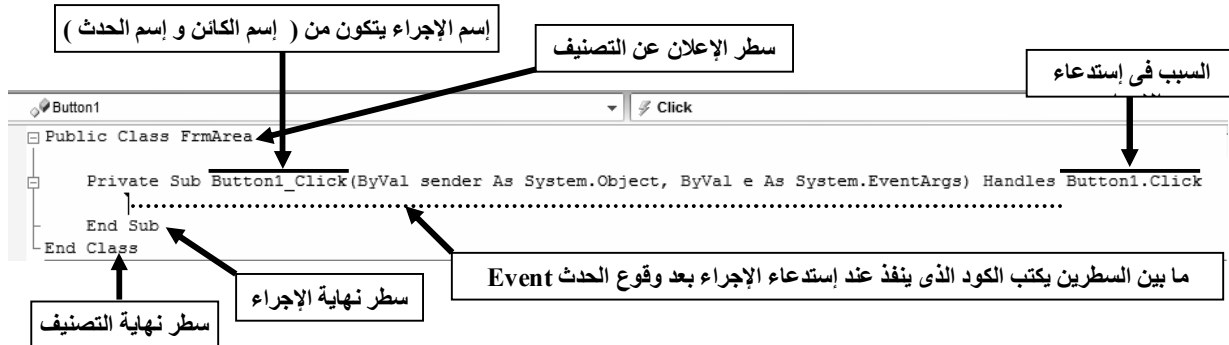 إسم الإجراء يتكون من ( إسم الكائن و إسم الحدث )
سطر الإعلان عن التصنيف
السبب فى إستدعاء
Button1
Click
Public Class FrmArea
Private Sub Button1_Click(ByVal sender As System.Object, ByVal e As System.EventArgs) Handles Button1.Click
End Sub
End Class
ما بين السطرين يكتب الكود الذى ينفذ عند إستدعاء الإجراء بعد وقوع الحدث Event
سطر نهاية الإجراء
سطر نهاية التصنيف